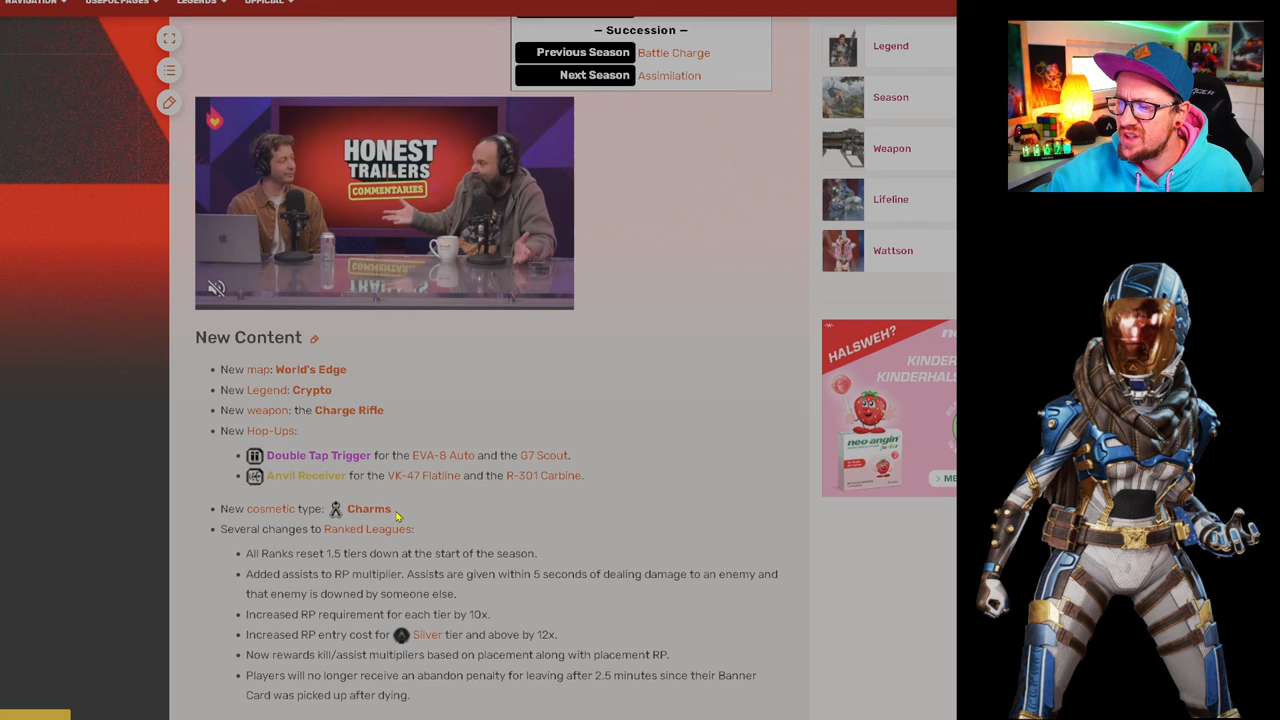 NAVIGATION
USEFUL PAGES
LEGENDS
OFFICIAL
— Succession —
Previous Season Battle Charge
Next Season Assimilation
HONEST
TRAILERS
COMMENTARIES
New Content
New map: World's Edge
New Legend: Crypto
New weapon: the Charge Rifle
New Hop-Ups:
Double Tap Trigger for the EVA-8 Auto and the G7 Scout.
Anvil Receiver for the VK-47 Flatline and the R-301 Carbine.
New cosmetic type: Charms
Several changes to Ranked Leagues:
All Ranks reset 1.5 tiers down at the start of the season.
Added assists to RP multiplier. Assists are given within 5 seconds of dealing damage to an enemy and
that enemy is downed by someone else.
Increased RP requirement for each tier by 10x.
Increased RP entry cost for Silver tier and above by 12x.
Now rewards kill/assist multipliers based on placement along with placement RP.
Players will no longer receive an abandon penalty for leaving after 2.5 minutes since their Banner
Card was picked up after dying.
Legend
Season
Weapon
Lifeline
Wattson
HALSWEH?
KINDER
KINDERHALS
neo-angin
> ME